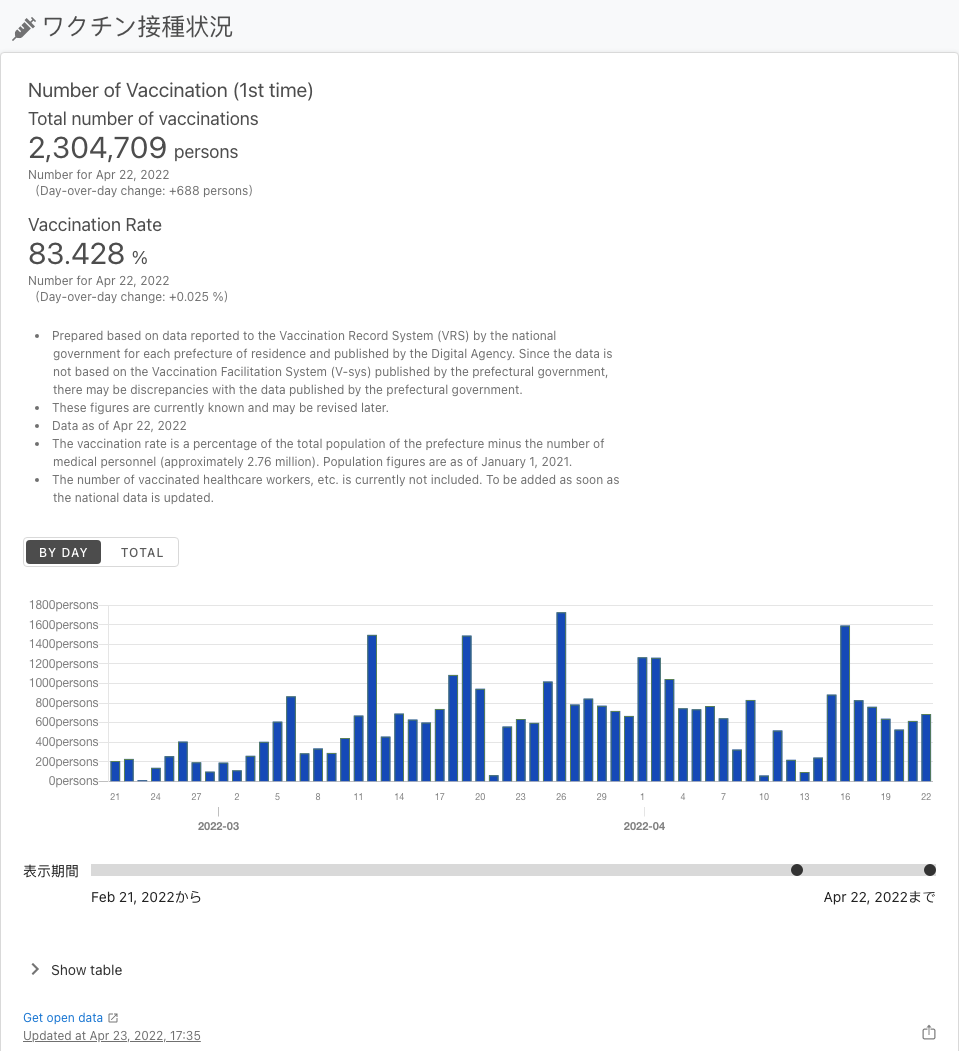 ワクチン接種状況
Number of Vaccination (1st time)
Total number of vaccinations
2,304,709 persons
Number for Apr 22, 2022
(Day-over-day change: +688 persons)
Vaccination Rate
83.428 %
Number for Apr 22, 2022
(Day-over-day change: +0.025 %)
• Prepared based on data reported to the Vaccination Record System (VRS) by the national
government for each prefecture of residence and published by the Digital Agency. Since the data is
not based on the Vaccination Facilitation System (V-sys) published by the prefectural government,
there may be discrepancies with the data published by the prefectural government.
• These figures are currently known and may be revised later.
• Data as of Apr 22, 2022
• The vaccination rate is a percentage of the total population of the prefecture minus the number of
medical personnel (approximately 2.76 million). Population figures are as of January 1, 2021.
• The number of vaccinated healthcare workers, etc. is currently not included. To be added as soon as
the national data is updated.
BY DAY TOTAL
1800persons
1600persons
1400persons
1200persons
1000persons
800persons
600persons
400persons
200persons
0persons
21 24 27 2 5 8 11 14 17 20 23 26 29 1 4 7 10 13 16 19 22
2022-03 2022-04
表示期間
Feb 21, 2022から Apr 22, 2022まで
Show table
Get open data
Updated at Apr 23, 2022, 17:35